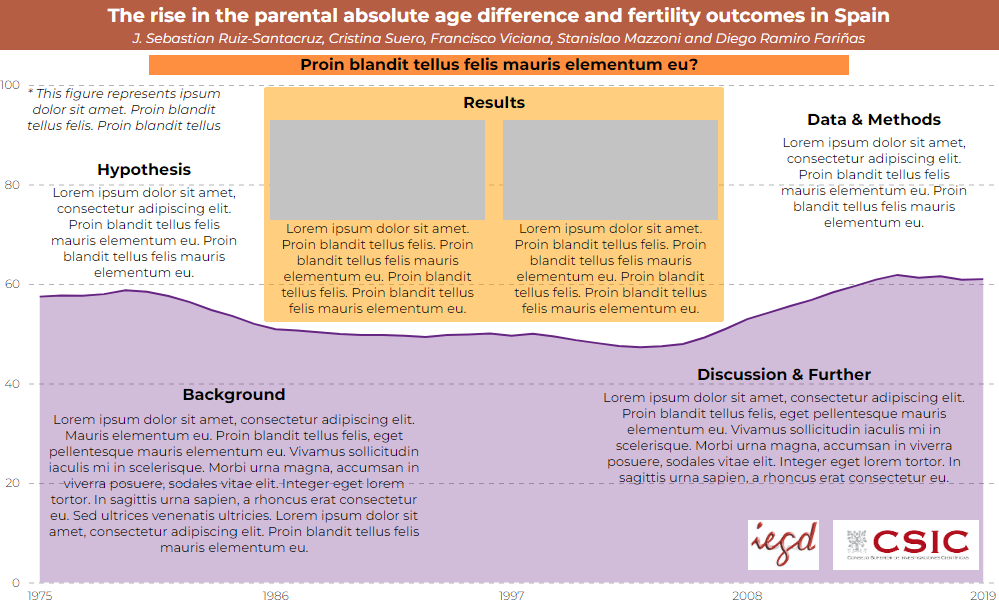 The rise in the parental absolute age difference and fertility outcomes in Spain
J. Sebastian Ruiz-Santacruz, Cristina Suero, Francisco Viciana, Stanislao Mazzoni and Diego Ramiro Fariñas
Proin blandit tellus felis mauris elementum eu?
100
* This figure represents ipsum
dolor sit amet. Proin blandit
tellus felis. Proin blandit tellus
Hypothesis
80
Lorem ipsum dolor sit amet,
consectetur adipiscing elit.
Proin blandit tellus felis
mauris elementum eu. Proin
blandit tellus felis mauris
elementum eu.
Results
Lorem ipsum dolor sit amet.
Proin blandit tellus felis. Proin
blandit tellus felis mauris
elementum eu. Proin blandit
tellus felis. Proin blandit tellus
felis mauris elementum eu.
Lorem ipsum dolor sit amet.
Proin blandit tellus felis. Proin
blandit tellus felis mauris
elementum eu. Proin blandit
tellus felis. Proin blandit tellus
felis mauris elementum eu.
Data & Methods
Lorem ipsum dolor sit amet,
consectetur adipiscing elit.
Proin blandit tellus felis
mauris elementum eu. Proin
blandit tellus felis mauris
elementum eu.
60
40
Background
Lorem ipsum dolor sit amet, consectetur adipiscing elit.
Mauris elementum eu. Proin blandit tellus felis, eget
pellentesque mauris elementum eu. Vivamus sollicitudin
iaculis mi in scelerisque. Morbi urna magna, accumsan in
viverra posuere, sodales vitae elit. Integer eget lorem
tortor. In sagittis urna sapien, a rhoncus erat consectetur
eu. Sed ultrices venenatis ultricies. Lorem ipsum dolor sit
amet, consectetur adipiscing elit. Proin blandit tellus felis
mauris elementum eu.
Discussion & Further
Lorem ipsum dolor sit amet, consectetur adipiscing elit.
Proin blandit tellus felis, eget pellentesque mauris
elementum eu. Vivamus sollicitudin iaculis mi in
scelerisque. Morbi urna magna, accumsan in viverra
posuere, sodales vitae elit. Integer eget lorem tortor. In
sagittis urna sapien, a rhoncus erat consectetur eu.
20
iegd
CSIC
Consejo Superior de Investigaciones Científicas
0
1975
1986
1997
2008
2019